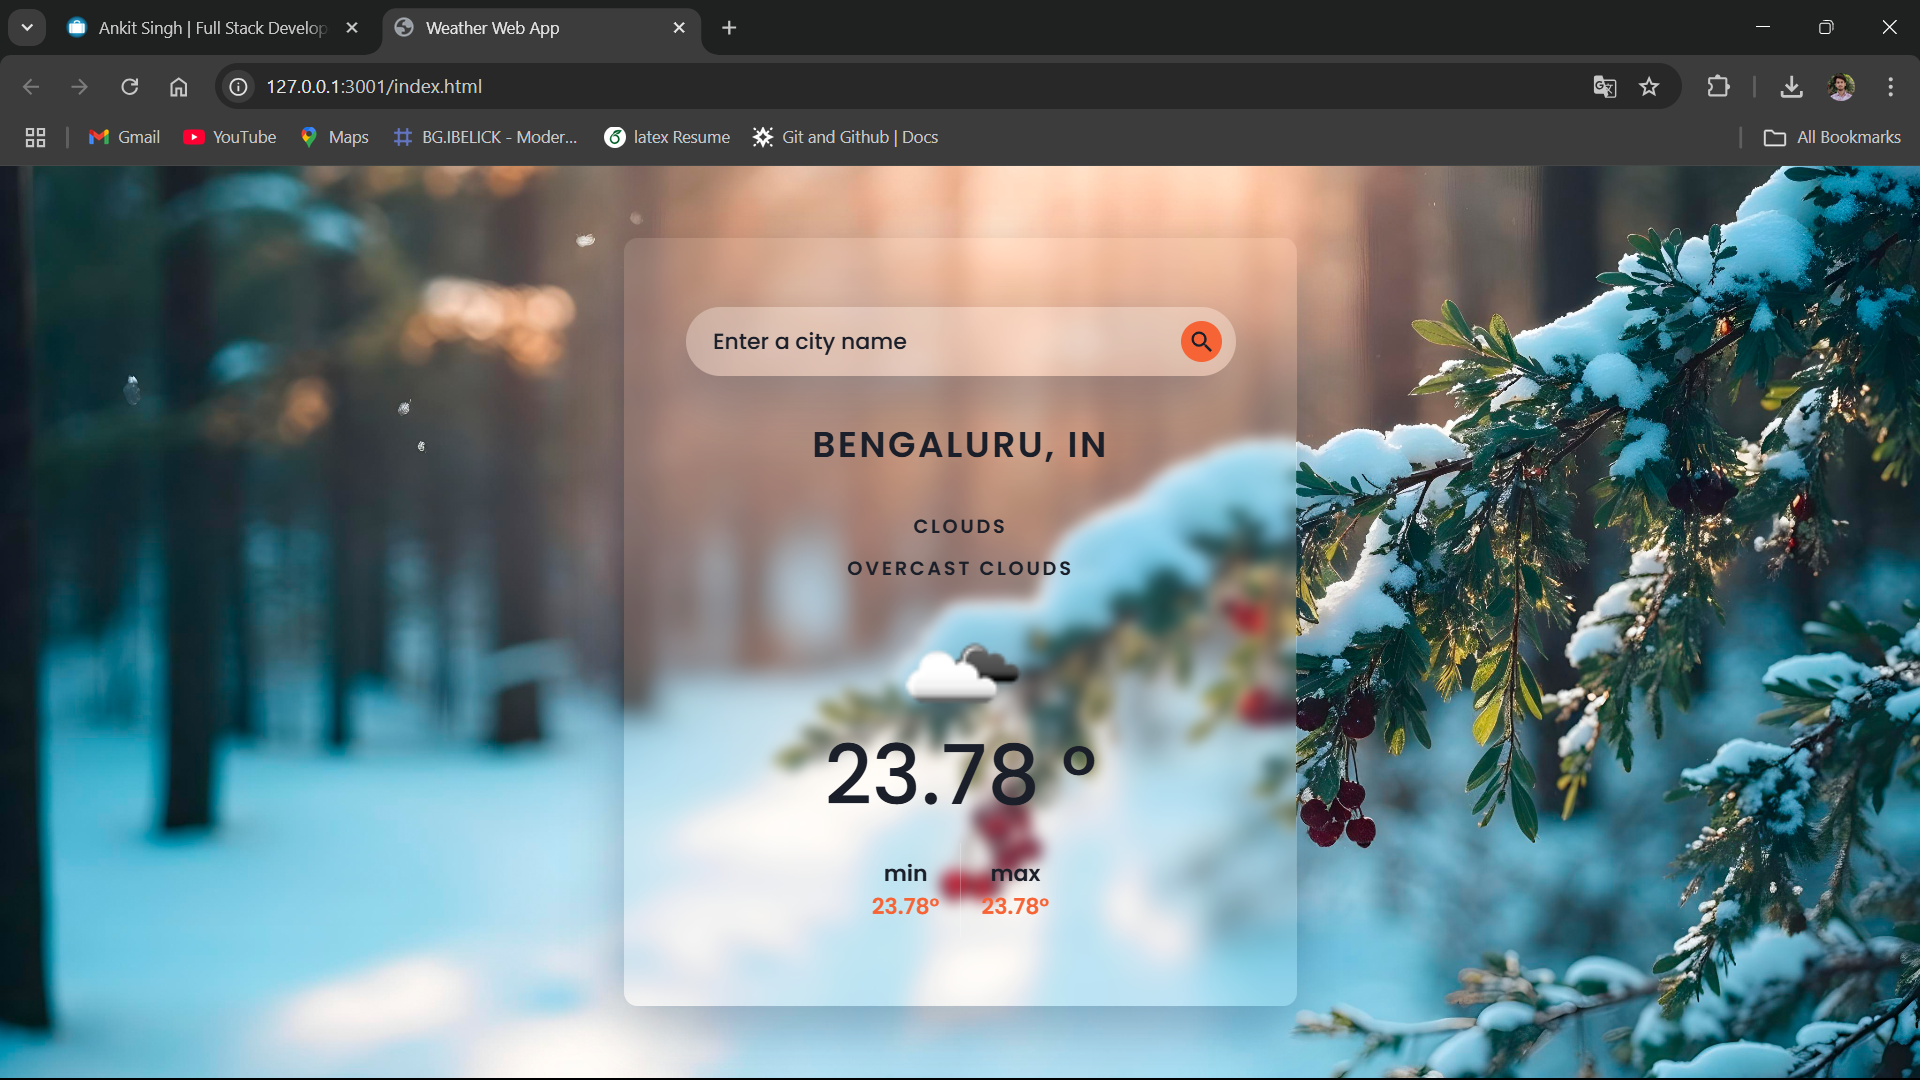 Ankit Singh | Full Stack Develop
Weather Web App
127.0.0.1:3001/index.html
Gmail
YouTube
Maps
BG.IBELICK - Moder...
latex Resume
Git and Github | Docs
All Bookmarks
Enter a city name
BENGALURU, IN
CLOUDS
OVERCAST CLOUDS
23.78 °
min max
23.78° 23.78°